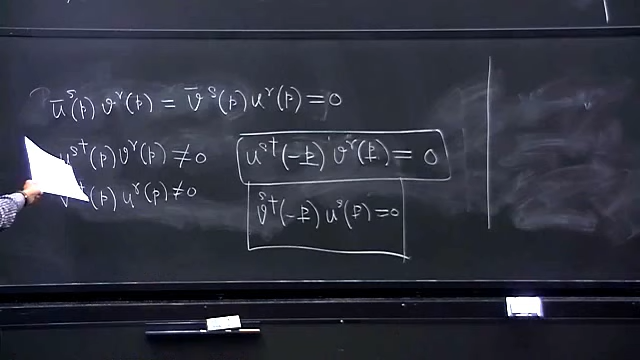 ū^s(p) v^r(p) = v̄^s(p) u^r(p) = 0
u^{s†}(p) v^r(p) ≠ 0
u^{s†}(-p̲) v^r(p̲) = 0
^†(p) u^r(p) ≠ 0
v^{s†}(-p̲) u^s(p̲) = 0